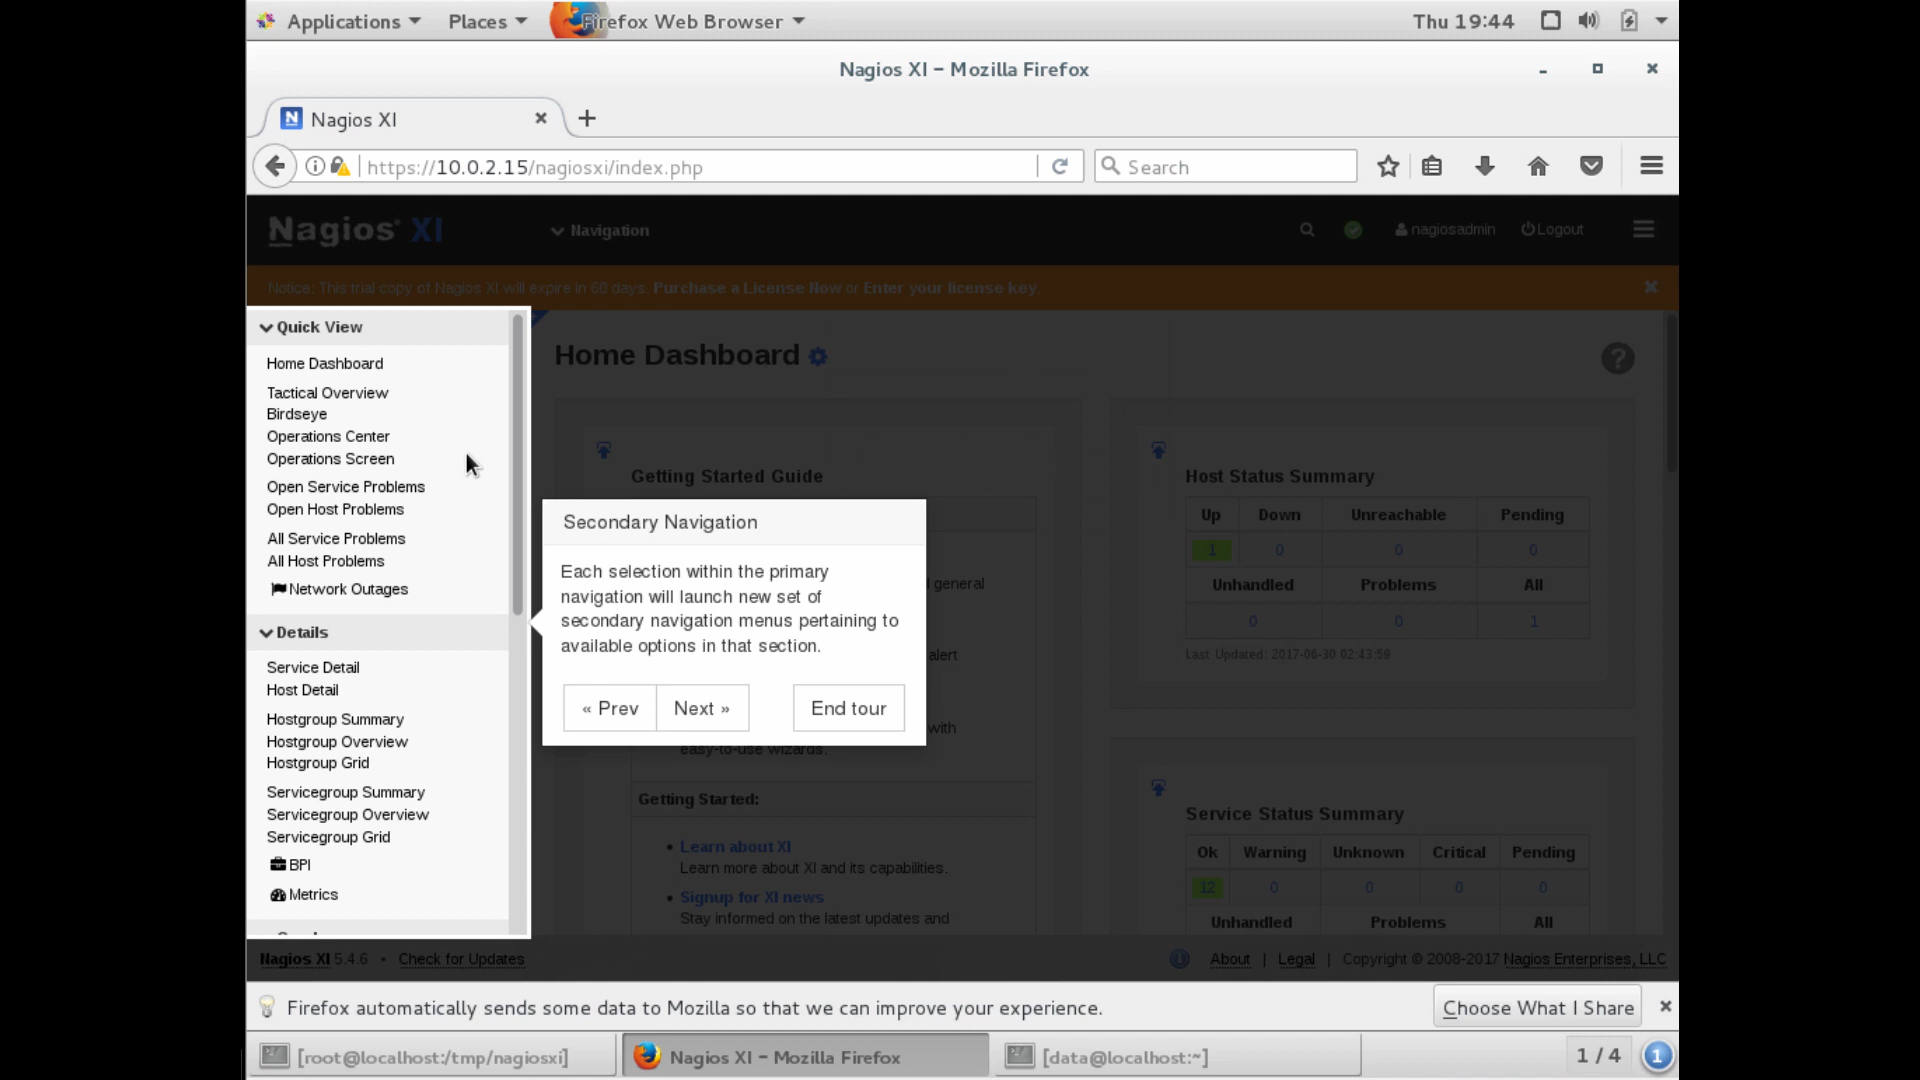 Applications Places Firefox Web Browser Thu 19:44
Nagios XI – Mozilla Firefox
Nagios XI
https://10.0.2.15/nagiosxi/index.php Search
Nagios® XI Navigation nagiosadmin Logout
Notice: This trial copy of Nagios XI will expire in 60 days. Purchase a License Now or Enter your license key.
Quick View
Home Dashboard
Tactical Overview
Birdseye
Operations Center
Operations Screen
Open Service Problems
Open Host Problems
All Service Problems
All Host Problems
Network Outages
Details
Service Detail
Host Detail
Hostgroup Summary
Hostgroup Overview
Hostgroup Grid
Servicegroup Summary
Servicegroup Overview
Servicegroup Grid
BPI
Metrics
Home Dashboard
Getting Started Guide
general
alert
with
easy-to-use wizards.
Secondary Navigation
Each selection within the primary
navigation will launch new set of
secondary navigation menus pertaining to
available options in that section.
« Prev Next » End tour
Getting Started:
• Learn about XI
Learn more about XI and its capabilities.
• Signup for XI news
Stay informed on the latest updates and
Host Status Summary
Up Down Unreachable Pending
1 0 0 0
Unhandled Problems All
0 0 1
Last Updated: 2017-06-30 02:43:59
Service Status Summary
Ok Warning Unknown Critical Pending
12 0 0 0 0
Unhandled Problems All
Nagios XI 5.4.6 • Check for Updates About | Legal | Copyright © 2008-2017 Nagios Enterprises, LLC
Firefox automatically sends some data to Mozilla so that we can improve your experience. Choose What I Share
[root@localhost:/tmp/nagiosxi] Nagios XI – Mozilla Firefox [data@localhost:~] 1 / 4 1